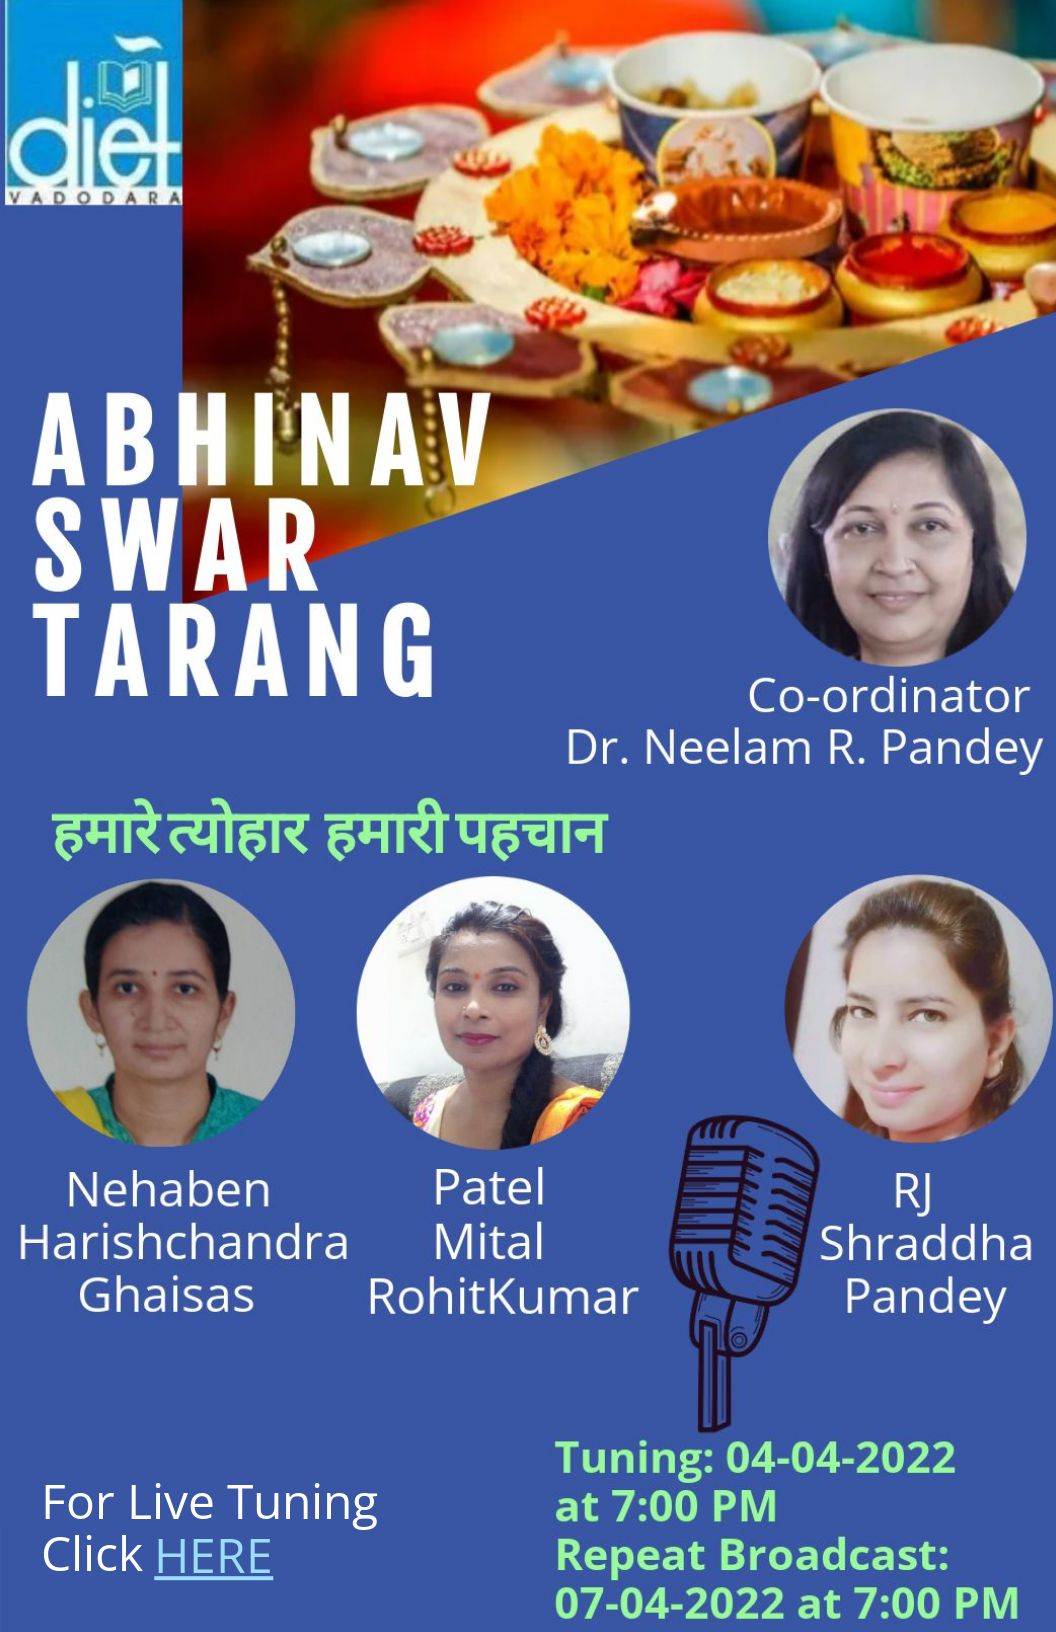 diet
VADODARA
ABHINAV
SWAR
TARANG
Co-ordinator
Dr. Neelam R. Pandey
हमारे त्योहार हमारी पहचान
Nehaben
Harishchandra
Ghaisas
Patel
Mital
RohitKumar
RJ
Shraddha
Pandey
For Live Tuning
Click HERE
Tuning: 04-04-2022
at 7:00 PM
Repeat Broadcast:
07-04-2022 at 7:00 PM